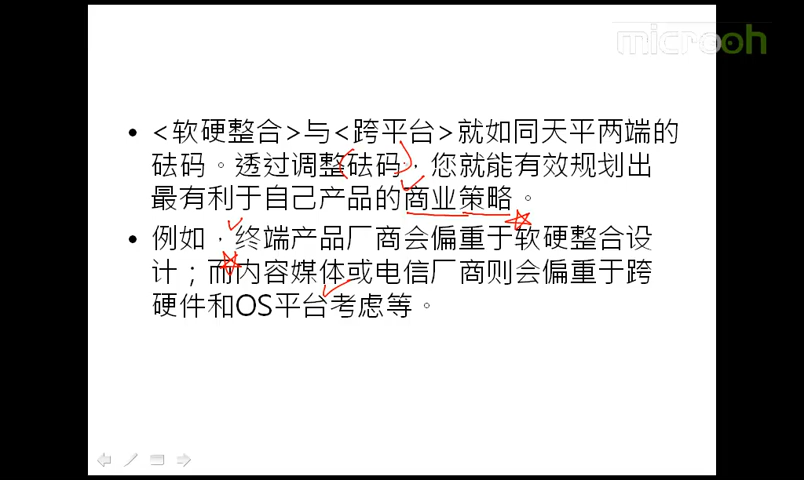 microoh
• <软硬整合>与<跨平台>就如同天平两端的
砝码。透过调整砝码,您就能有效规划出
最有利于自己产品的商业策略。
• 例如,终端产品厂商会偏重于软硬整合设
计；而内容媒体或电信厂商则会偏重于跨
硬件和OS平台考虑等。